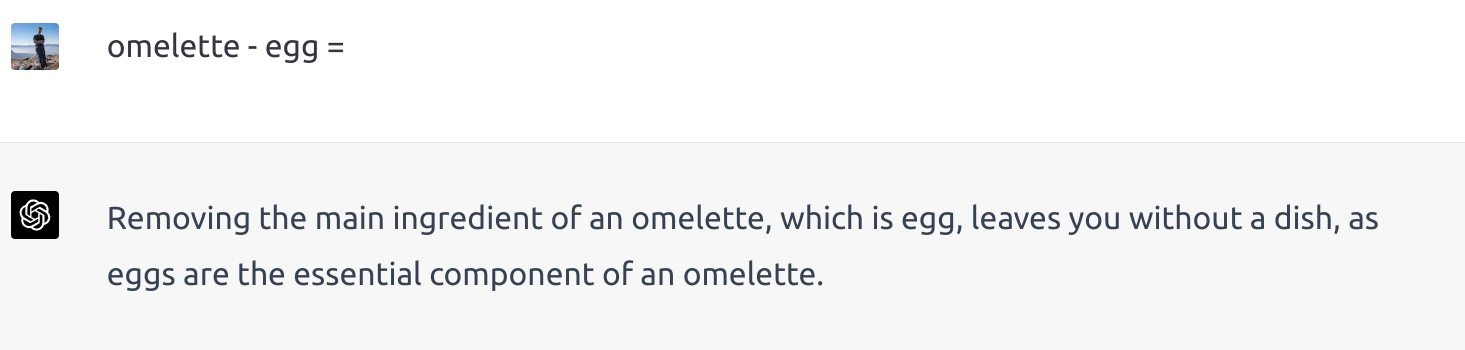 omelette - egg =
Removing the main ingredient of an omelette, which is egg, leaves you without a dish, as
eggs are the essential component of an omelette.